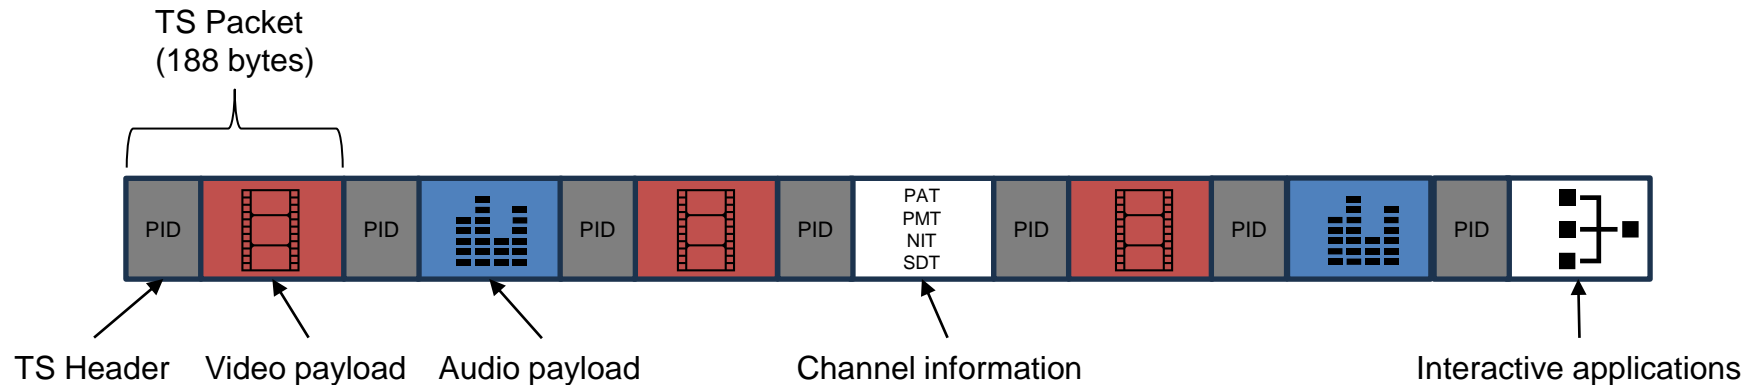 TS Packet
(188 bytes)
PID
PID
PID
PID
PAT
PMT
NIT
SDT
PID
PID
PID
TS Header
Video payload
Audio payload
Channel information
Interactive applications